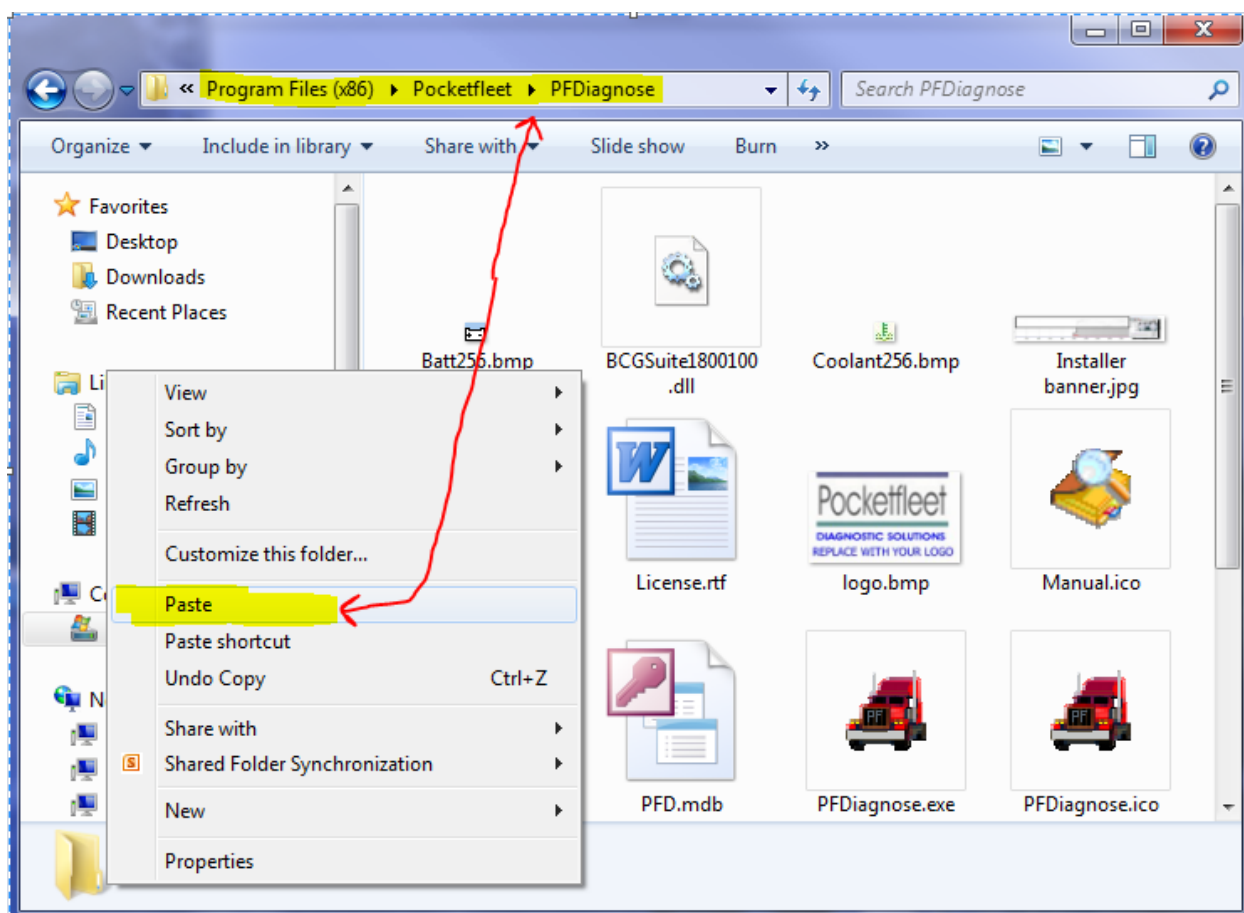 « Program Files (x86) ▸ Pocketfleet ▸ PFDiagnose
Search PFDiagnose
Organize
Include in library
Share with
Slide show
Burn
»
Favorites
Desktop
Downloads
Recent Places
Li
C
N
Batt256.bmp
BCGSuite1800100
.dll
Coolant256.bmp
Installer
banner.jpg
License.rtf
Pocketfleet
DIAGNOSTIC SOLUTIONS
REPLACE WITH YOUR LOGO
logo.bmp
Manual.ico
PFD.mdb
PF
PFDiagnose.exe
PF
PFDiagnose.ico
View
Sort by
Group by
Refresh
Customize this folder...
Paste
Paste shortcut
Undo Copy Ctrl+Z
Share with
S Shared Folder Synchronization
New
Properties